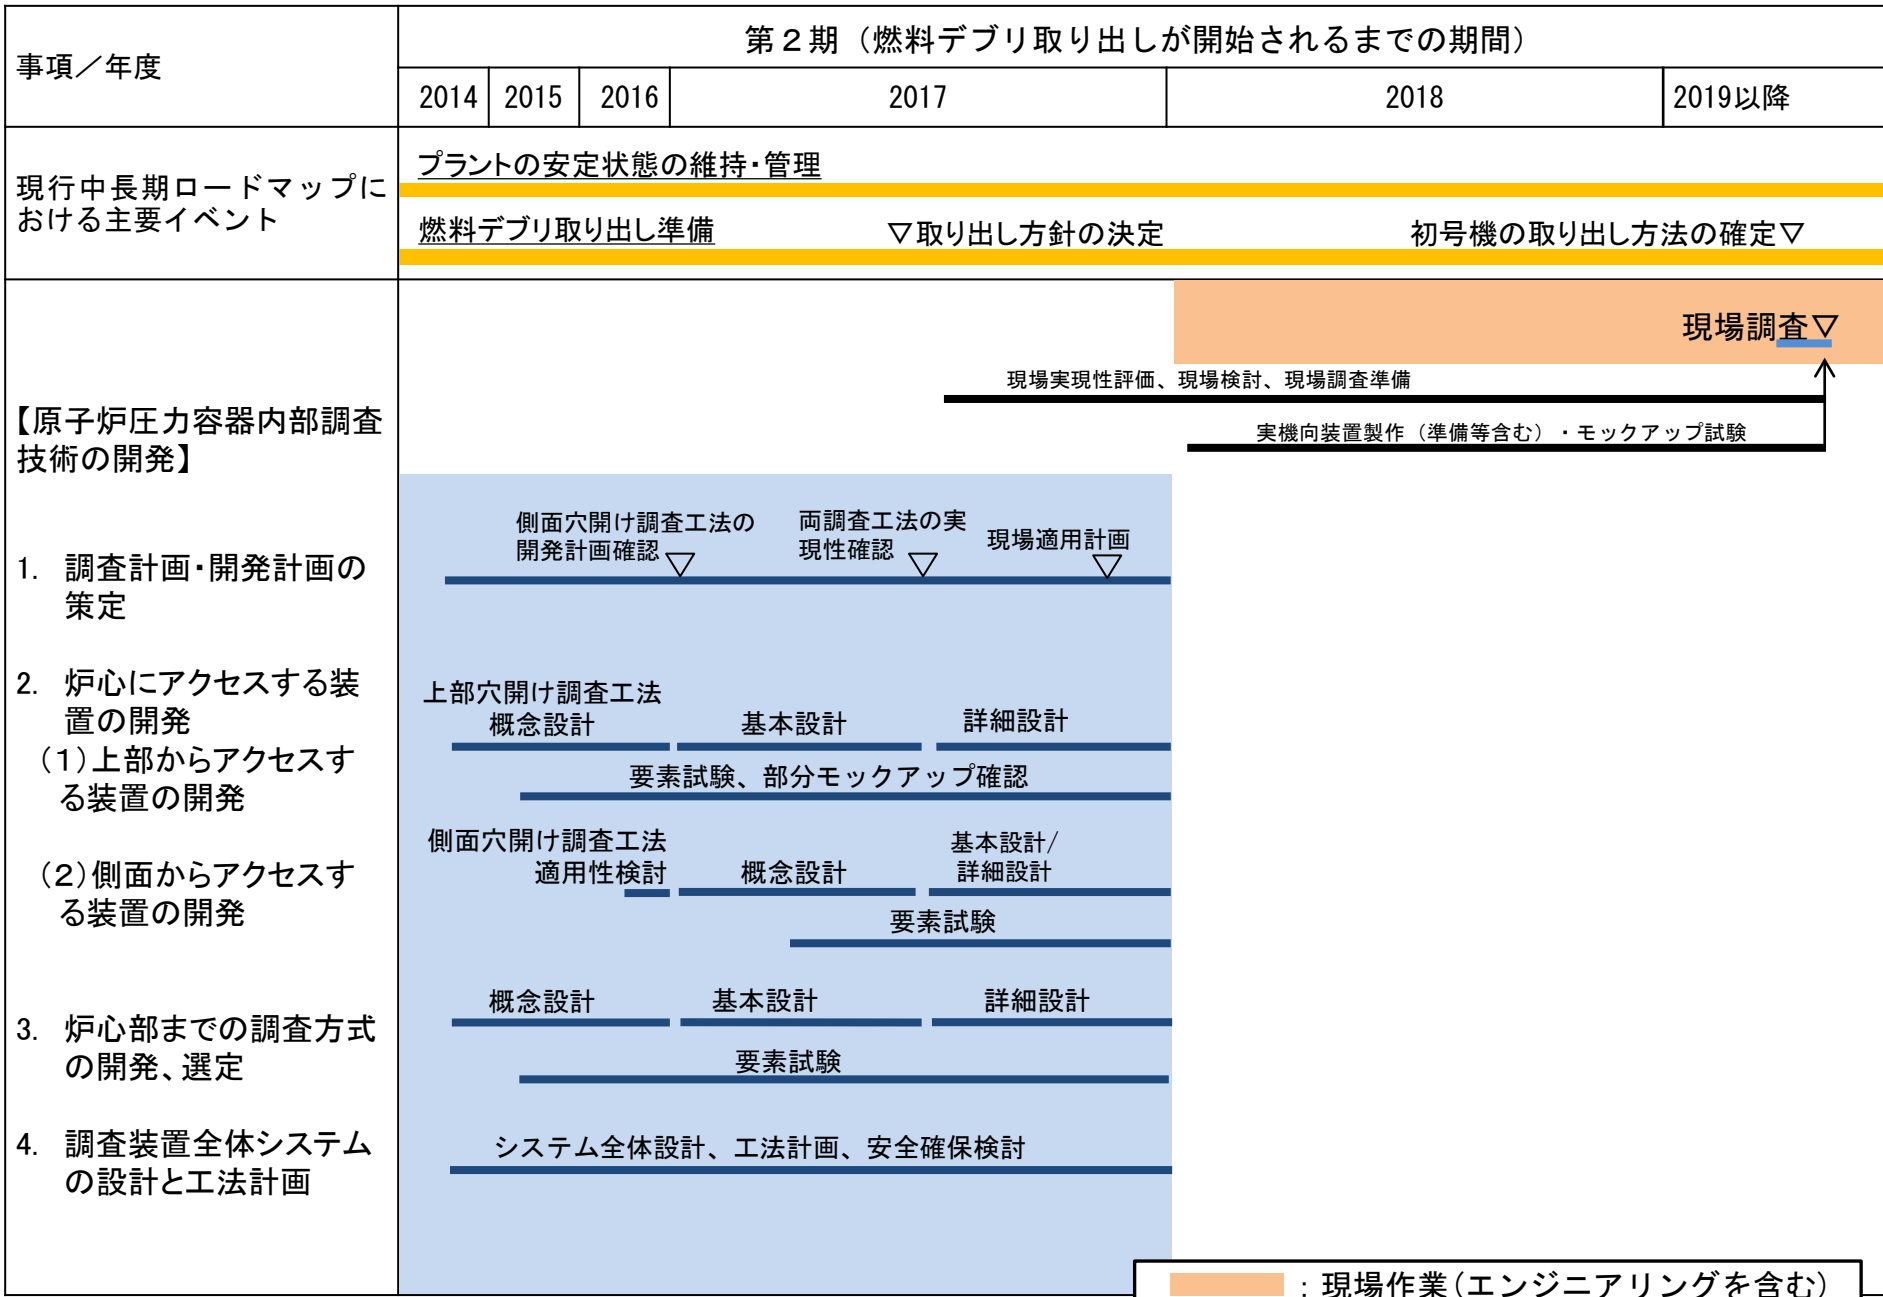 事項／年度
第２期（燃料デブリ取り出しが開始されるまでの期間）
2014 2015 2016 2017 2018 2019以降
現行中長期ロードマップに
おける主要イベント
プラントの安定状態の維持・管理
燃料デブリ取り出し準備 ▽取り出し方針の決定 初号機の取り出し方法の確定▽
現場調査▽
現場実現性評価、現場検討、現場調査準備
実機向装置製作（準備等含む）・モックアップ試験
【原子炉圧力容器内部調査
技術の開発】
1. 調査計画・開発計画の
策定
側面穴開け調査工法の
開発計画確認▽
両調査工法の実
現性確認 ▽
現場適用計画
▽
2. 炉心にアクセスする装
置の開発
（１）上部からアクセスす
る装置の開発
上部穴開け調査工法
概念設計 基本設計 詳細設計
要素試験、部分モックアップ確認
（２）側面からアクセスす
る装置の開発
側面穴開け調査工法
適用性検討 概念設計
基本設計/
詳細設計
要素試験
3. 炉心部までの調査方式
の開発、選定
概念設計 基本設計 詳細設計
要素試験
4. 調査装置全体システム
の設計と工法計画
システム全体設計、工法計画、安全確保検討
：現場作業（エンジニアリングを含む）